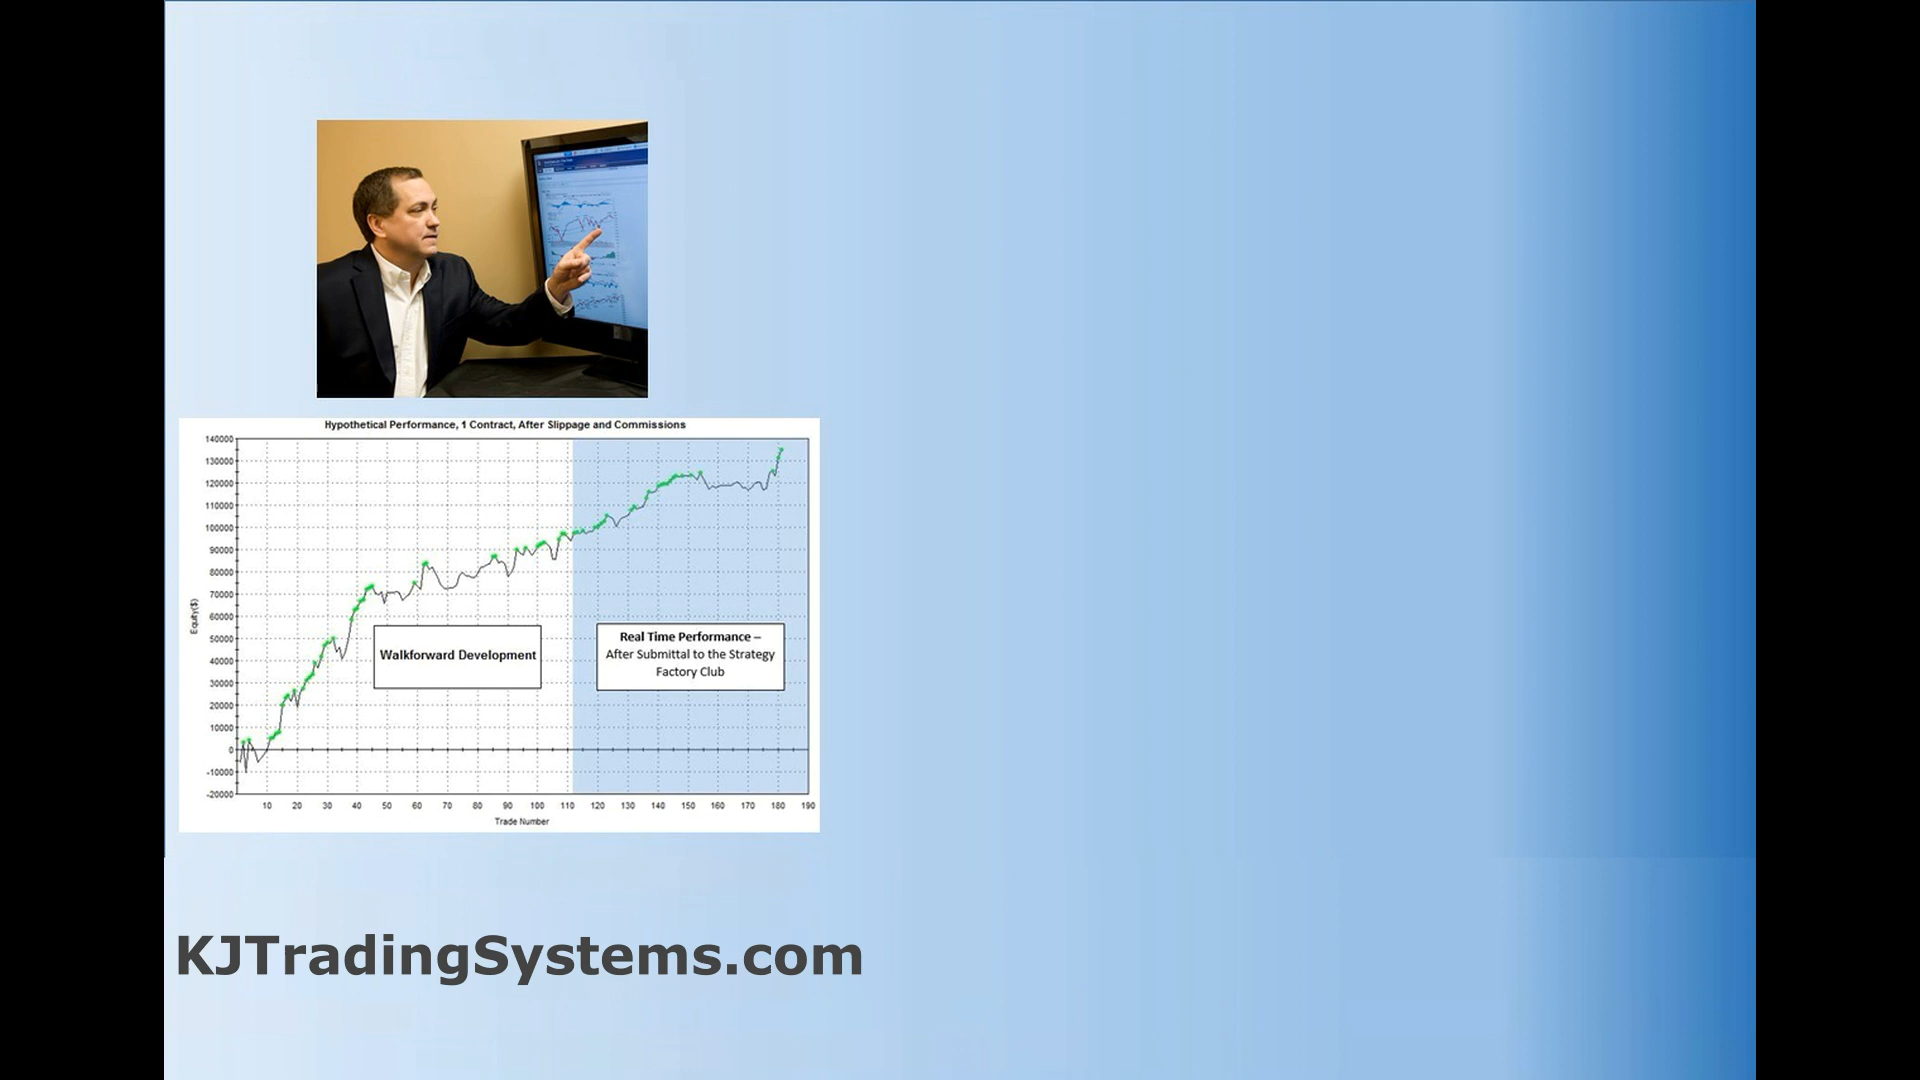 Hypothetical Performance, 1 Contract, After Slippage and Commissions
140000
130000
120000
110000
100000
90000
80000
70000
60000
50000
40000
30000
20000
10000
0
-10000
-20000
Equity($)
Walkforward Development
Real Time Performance –
After Submittal to the Strategy
Factory Club
10 20 30 40 50 60 70 80 90 100 110 120 130 140 150 160 170 180 190
Trade Number
KJTradingSystems.com